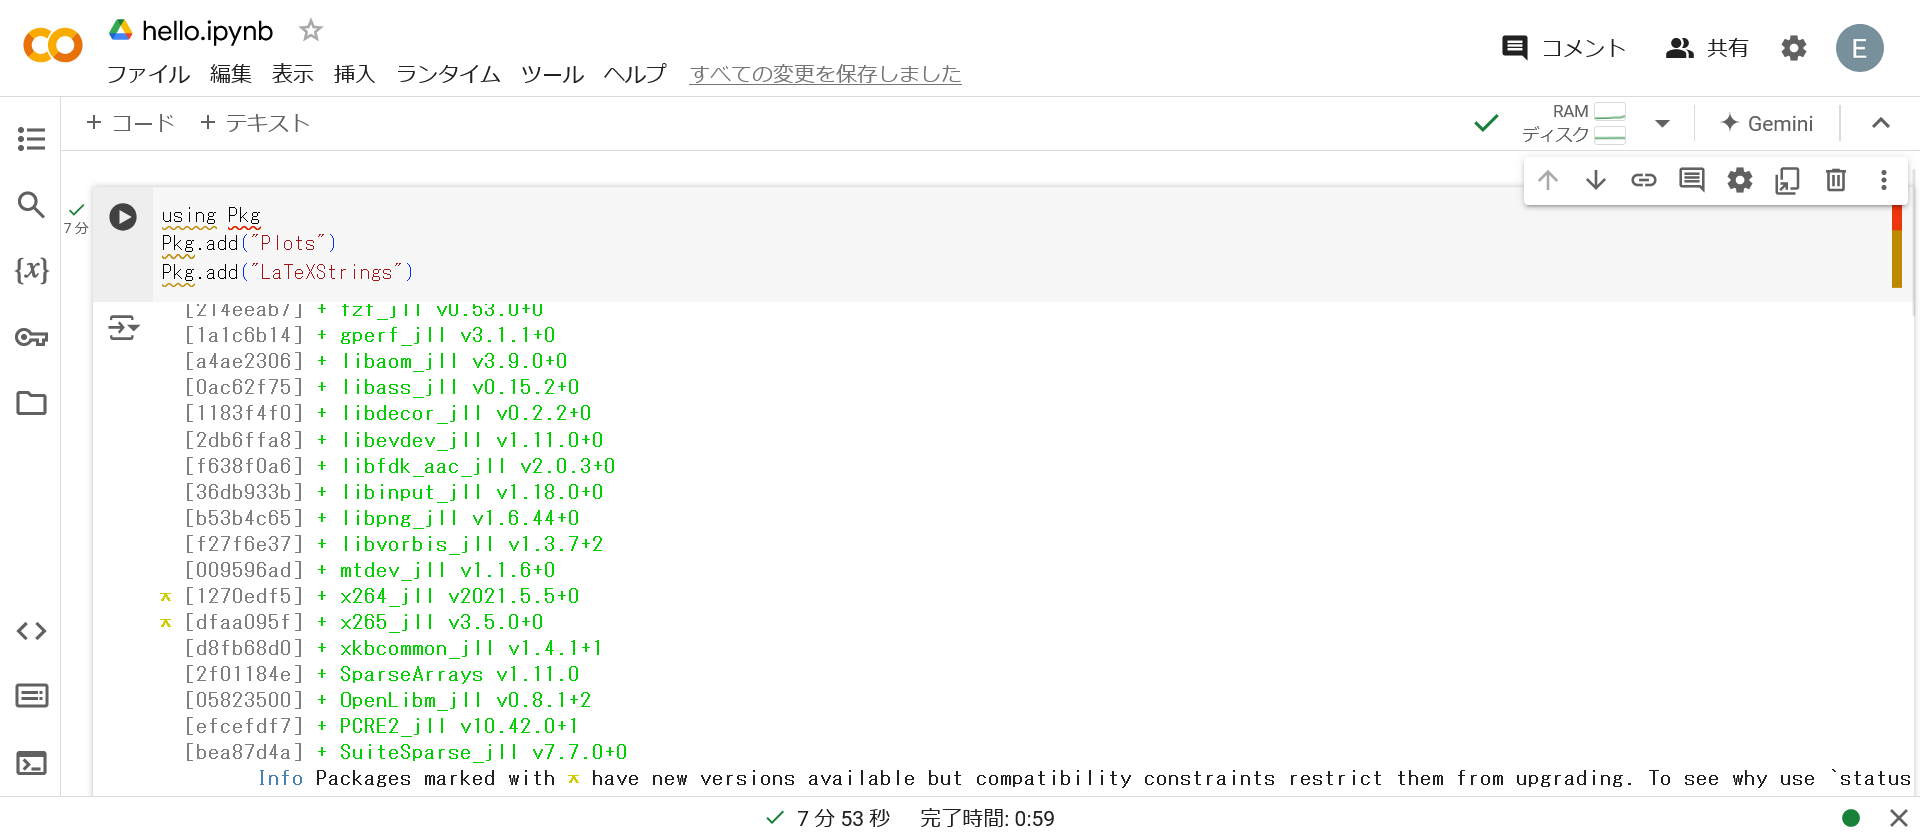 hello.ipynb
ファイル 編集 表示 挿入 ランタイム ツール ヘルプ すべての変更を保存しました
コメント 共有 E
+ コード + テキスト
RAM
ディスク
Gemini
{x}
7 分
using Pkg
Pkg.add("Plots")
Pkg.add("LaTeXStrings")
[214eeab7] + fzf_jll v0.53.0+0
[1a1c6b14] + gperf_jll v3.1.1+0
[a4ae2306] + libaom_jll v3.9.0+0
[0ac62f75] + libass_jll v0.15.2+0
[1183f4f0] + libdecor_jll v0.2.2+0
[2db6ffa8] + libevdev_jll v1.11.0+0
[f638f0a6] + libfdk_aac_jll v2.0.3+0
[36db933b] + libinput_jll v1.18.0+0
[b53b4c65] + libpng_jll v1.6.44+0
[f27f6e37] + libvorbis_jll v1.3.7+2
[009596ad] + mtdev_jll v1.1.6+0
⌅ [1270edf5] + x264_jll v2021.5.5+0
⌅ [dfaa095f] + x265_jll v3.5.0+0
[d8fb68d0] + xkbcommon_jll v1.4.1+1
[2f01184e] + SparseArrays v1.11.0
[05823500] + OpenLibm_jll v0.8.1+2
[efcefdf7] + PCRE2_jll v10.42.0+1
[bea87d4a] + SuiteSparse_jll v7.7.0+0
Info Packages marked with ⌅ have new versions available but compatibility constraints restrict them from upgrading. To see why use `status
7 分 53 秒 完了時間: 0:59